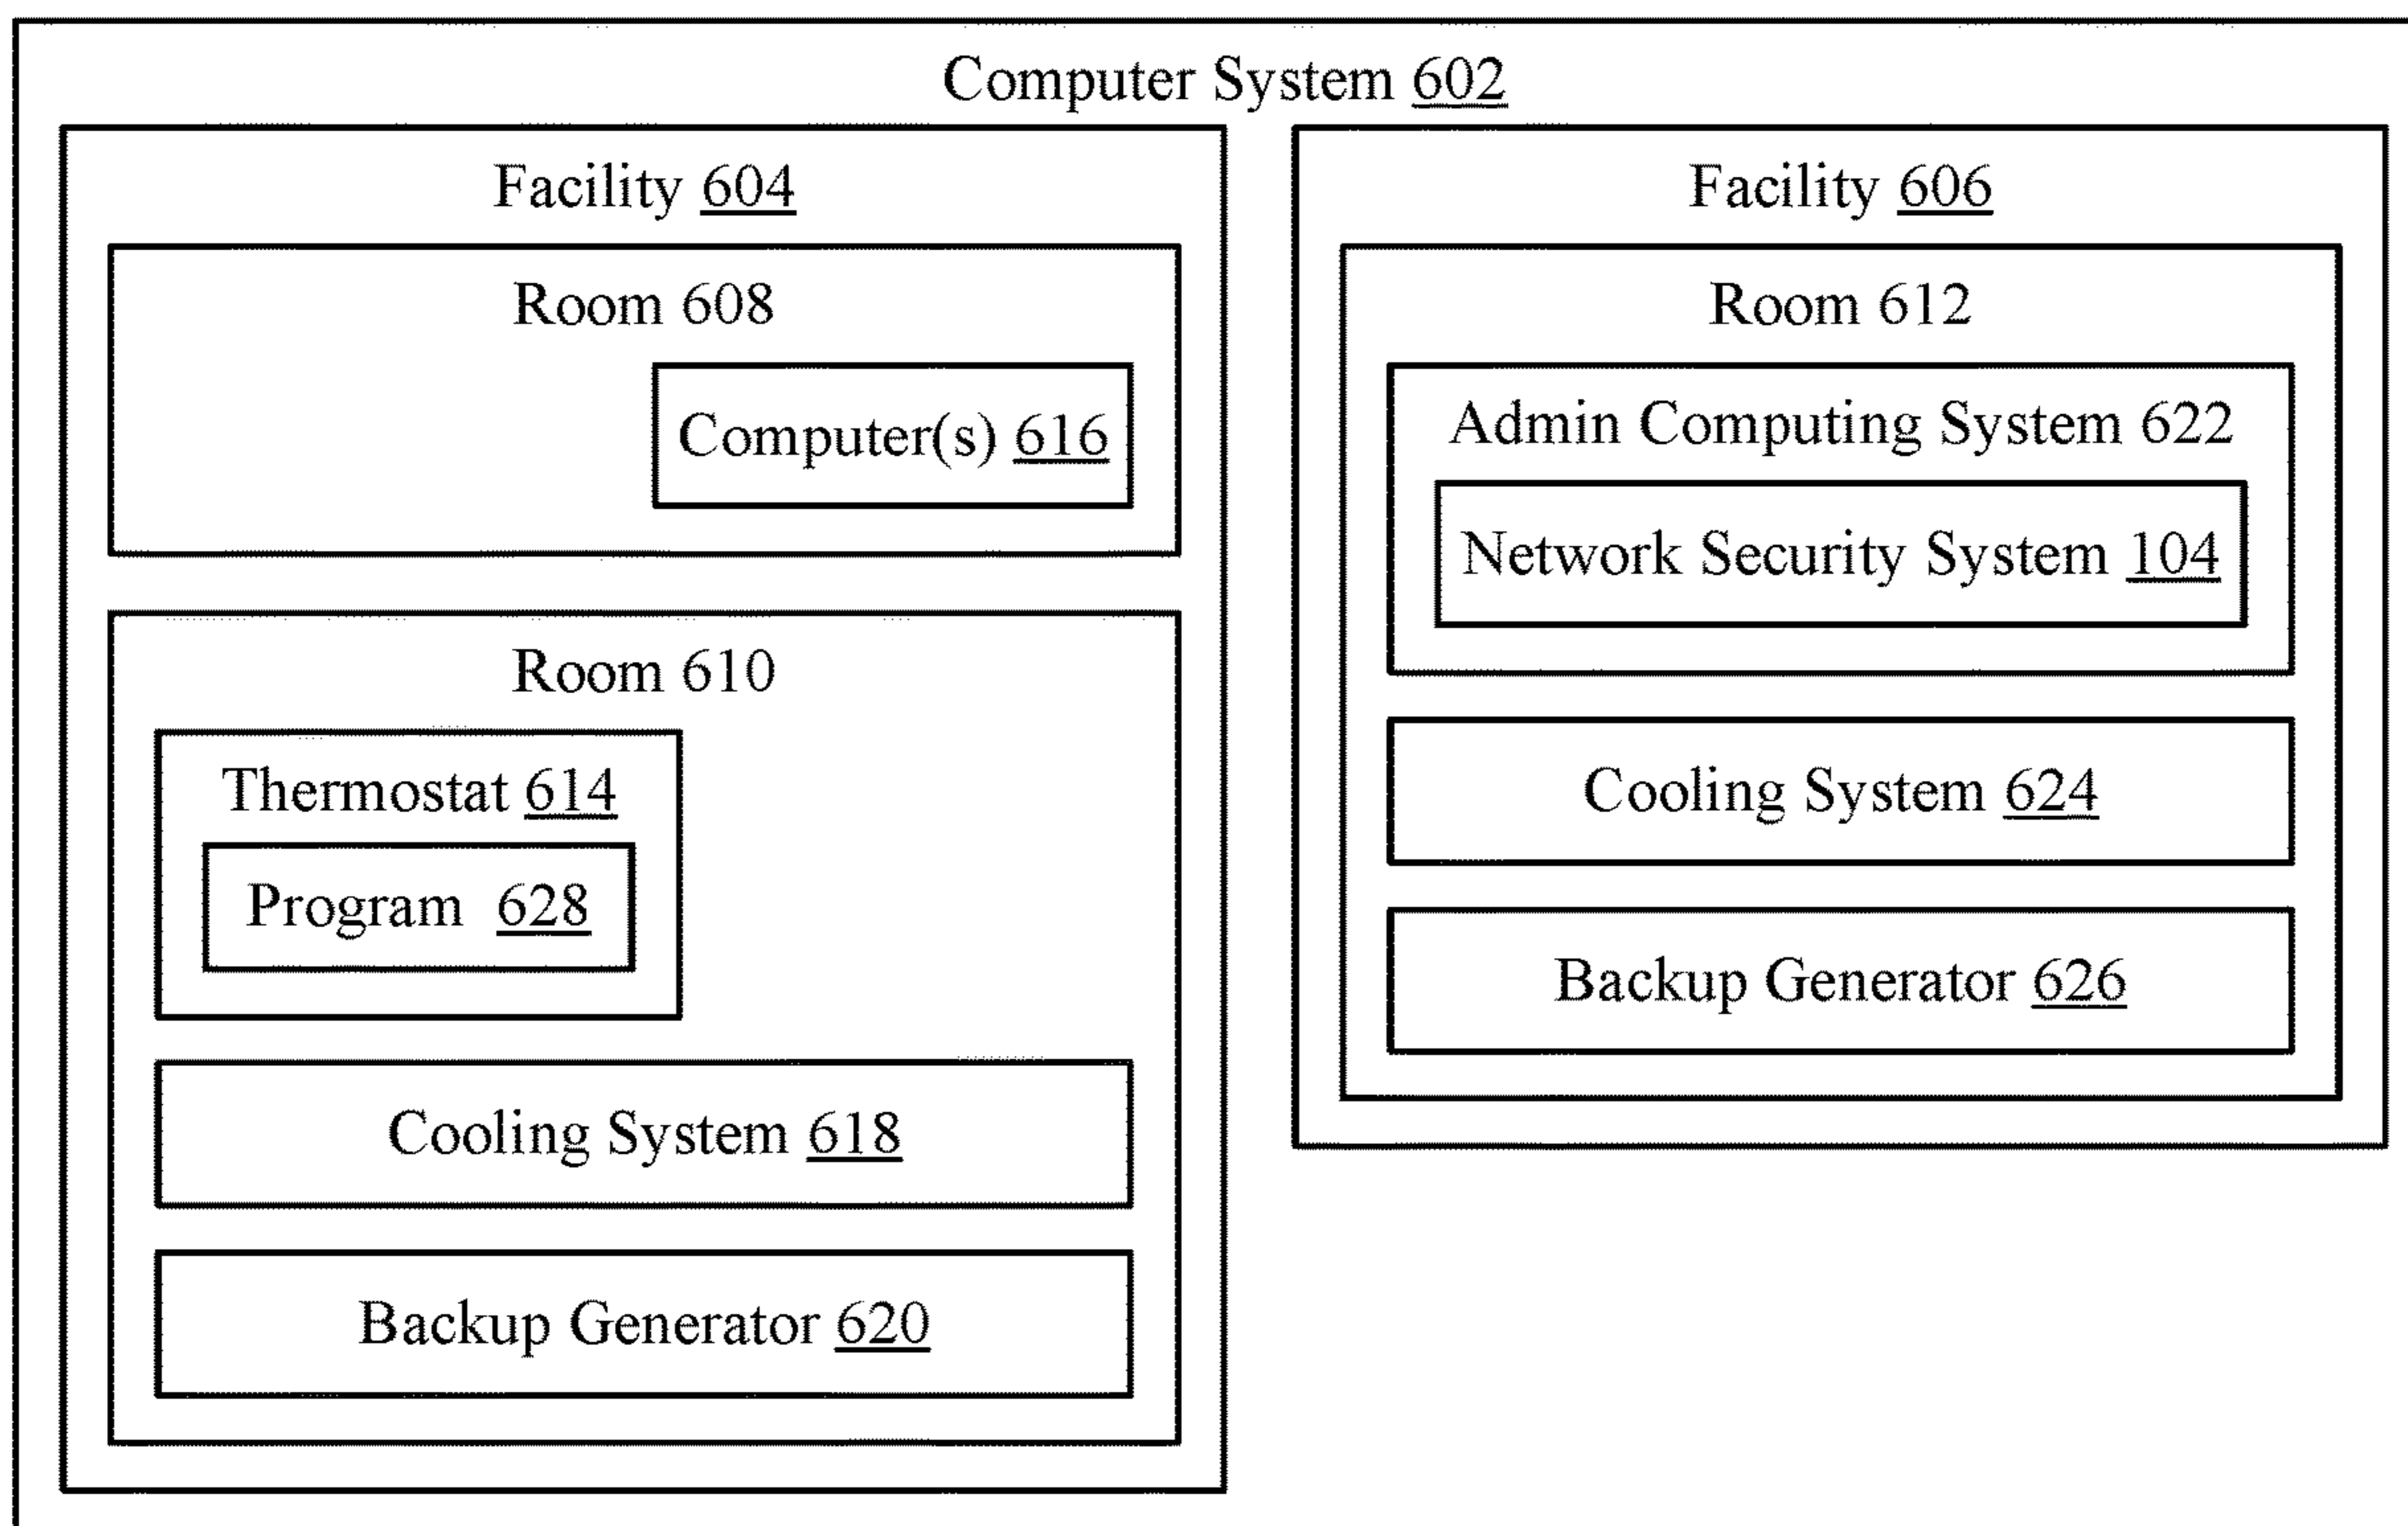 Computer System 602
Facility 604
Room 608
Computer(s) 616
Room 610
Thermostat 614
Program 628
Cooling System 618
Backup Generator 620
Facility 606
Room 612
Admin Computing System 622
Network Security System 104
Cooling System 624
Backup Generator 626